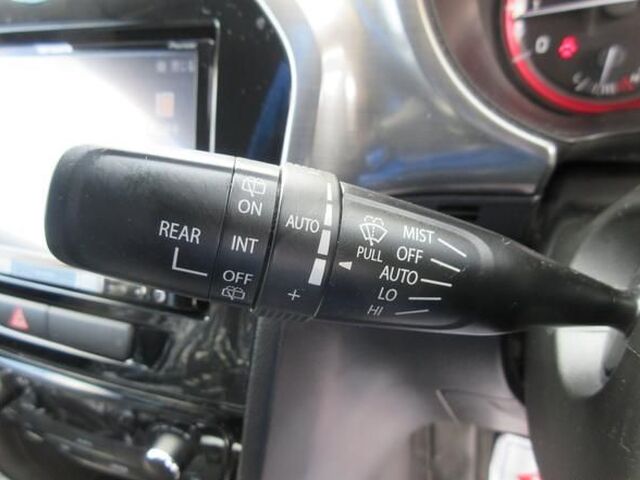 REAR
ON
INT
OFF
AUTO
+
PULL
MIST
OFF
AUTO
LO
HI